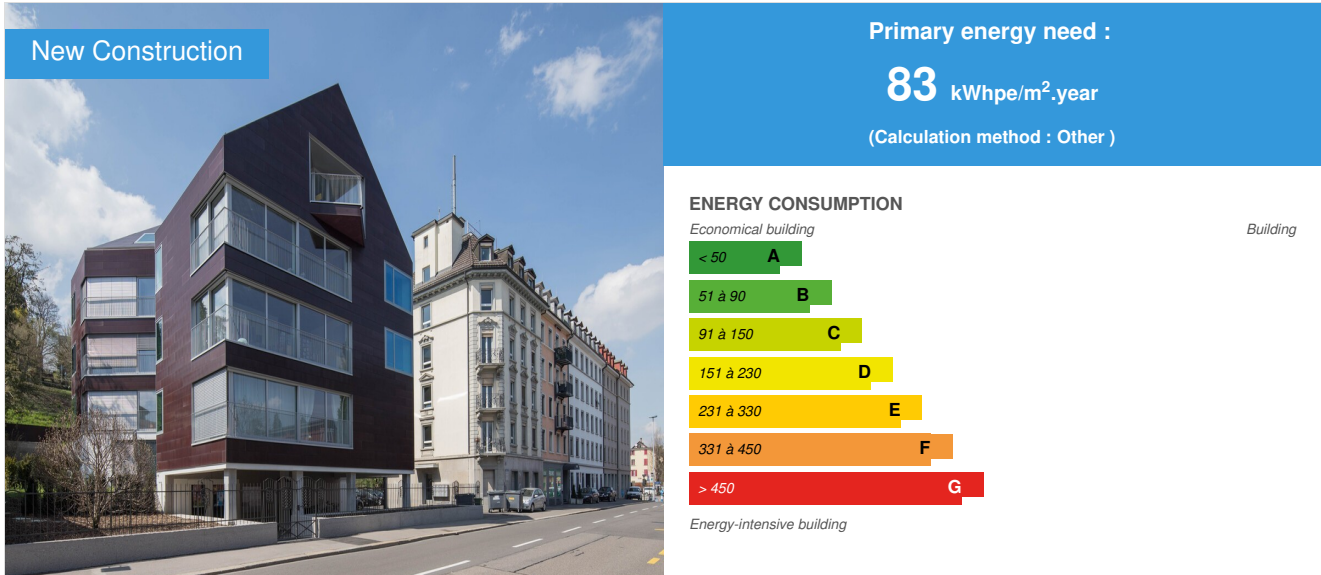 New Construction
Primary energy need :
83 kWhpe/m².year
(Calculation method : Other )
ENERGY CONSUMPTION
Economical building
Building
< 50 A
51 à 90 B
91 à 150 C
151 à 230 D
231 à 330 E
331 à 450 F
> 450 G
Energy-intensive building